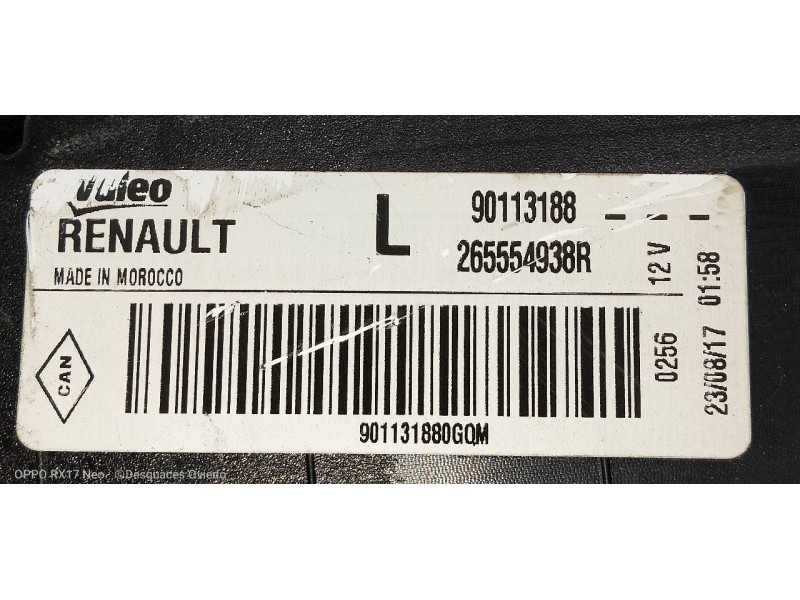 Valeo
RENAULT
MADE IN MOROCCO
L
90113188 - - -
265554938R
12 V
CAN
0256
23/08/17 01:58
901131880GQM
OPPO RX17 Neo · ©Desguaces Oviedo